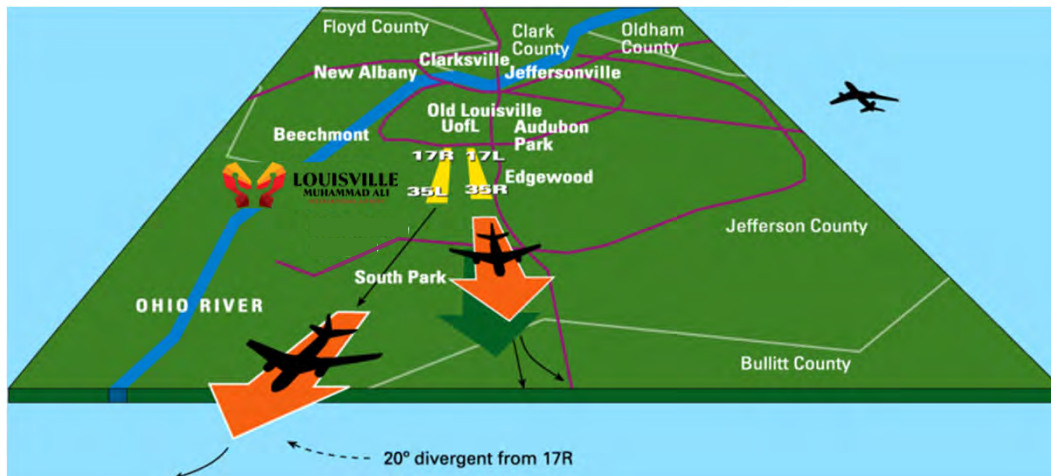 Floyd County
Clark
County
Oldham
County
Clarksville
New Albany
Jeffersonville
Old Louisville
UofL
Audubon
Park
Beechmont
17R 17L
Edgewood
LOUISVILLE
MUHAMMAD ALI
35L 35R
Jefferson County
South Park
OHIO RIVER
Bullitt County
20º divergent from 17R